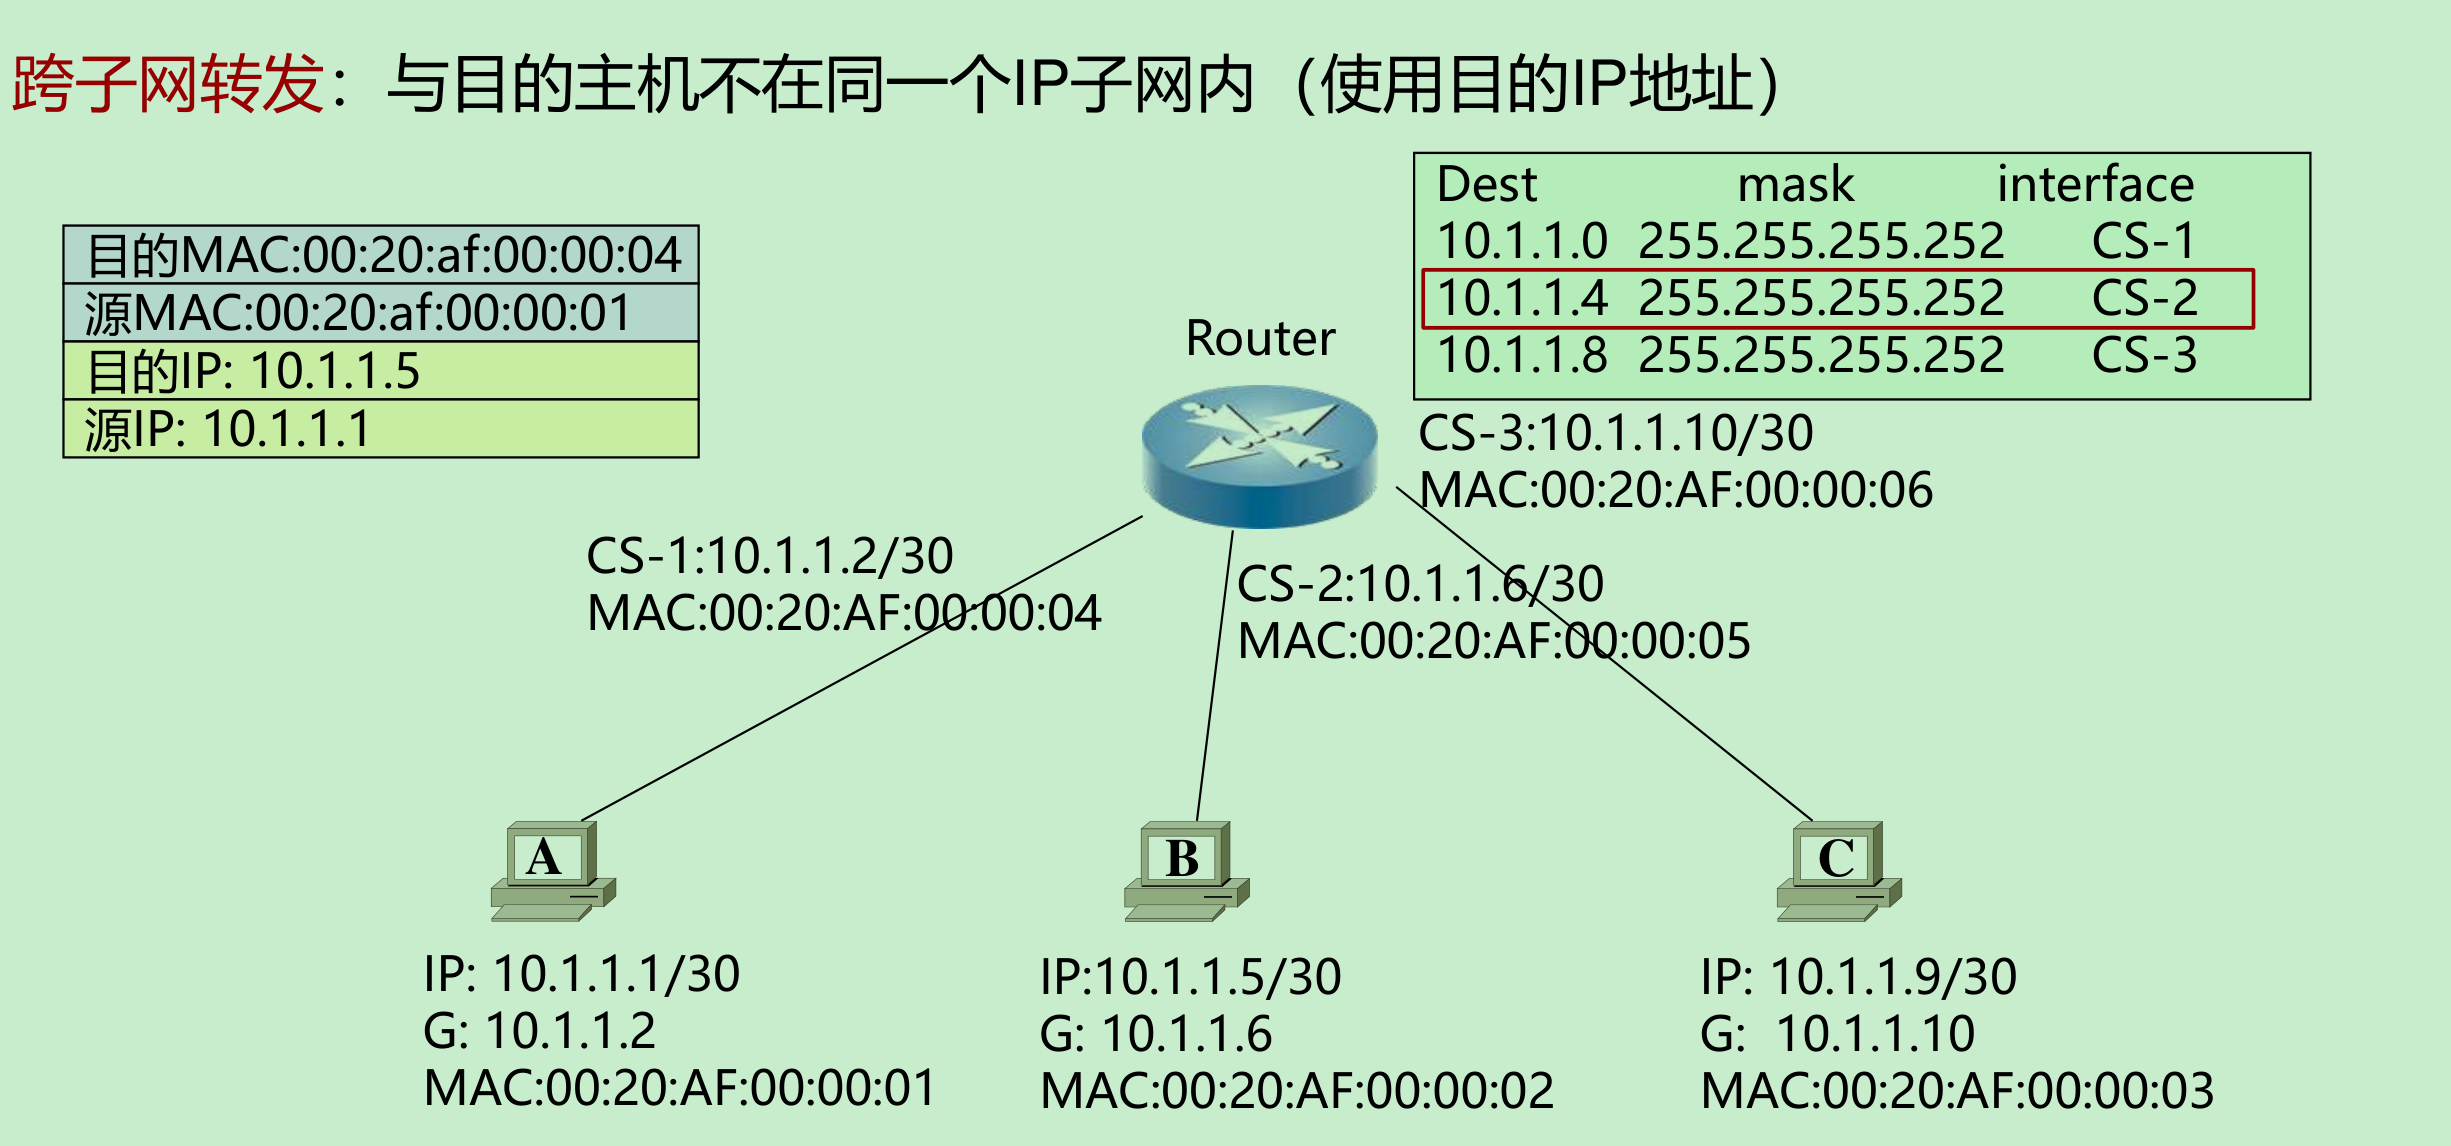 跨子网转发：与目的主机不在同一个IP子网内（使用目的IP地址）
Dest mask interface
10.1.1.0 255.255.255.252 CS-1
10.1.1.4 255.255.255.252 CS-2
10.1.1.8 255.255.255.252 CS-3
目的MAC:00:20:af:00:00:04
源MAC:00:20:af:00:00:01
目的IP: 10.1.1.5
源IP: 10.1.1.1
Router
CS-3:10.1.1.10/30
MAC:00:20:AF:00:00:06
CS-1:10.1.1.2/30
MAC:00:20:AF:00:00:04
CS-2:10.1.1.6/30
MAC:00:20:AF:00:00:05
A
B
C
IP: 10.1.1.1/30
G: 10.1.1.2
MAC:00:20:AF:00:00:01
IP:10.1.1.5/30
G: 10.1.1.6
MAC:00:20:AF:00:00:02
IP: 10.1.1.9/30
G: 10.1.1.10
MAC:00:20:AF:00:00:03